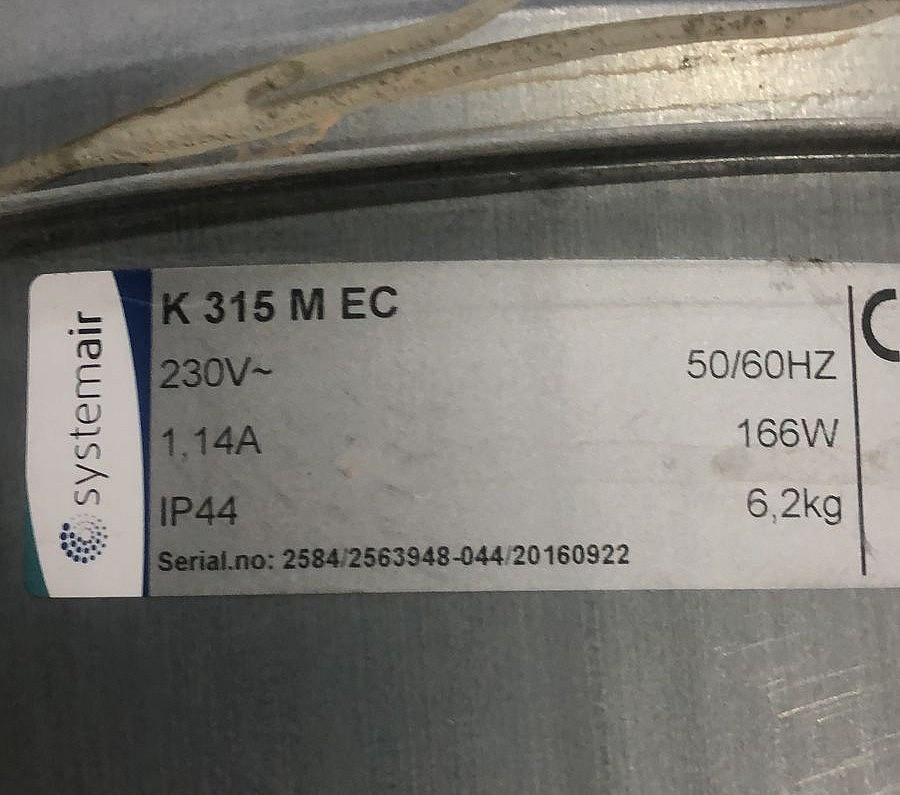 systemair
K 315 M EC
230V~ 50/60HZ
1,14A 166W
IP44 6,2kg
Serial.no: 2584/2563948-044/20160922